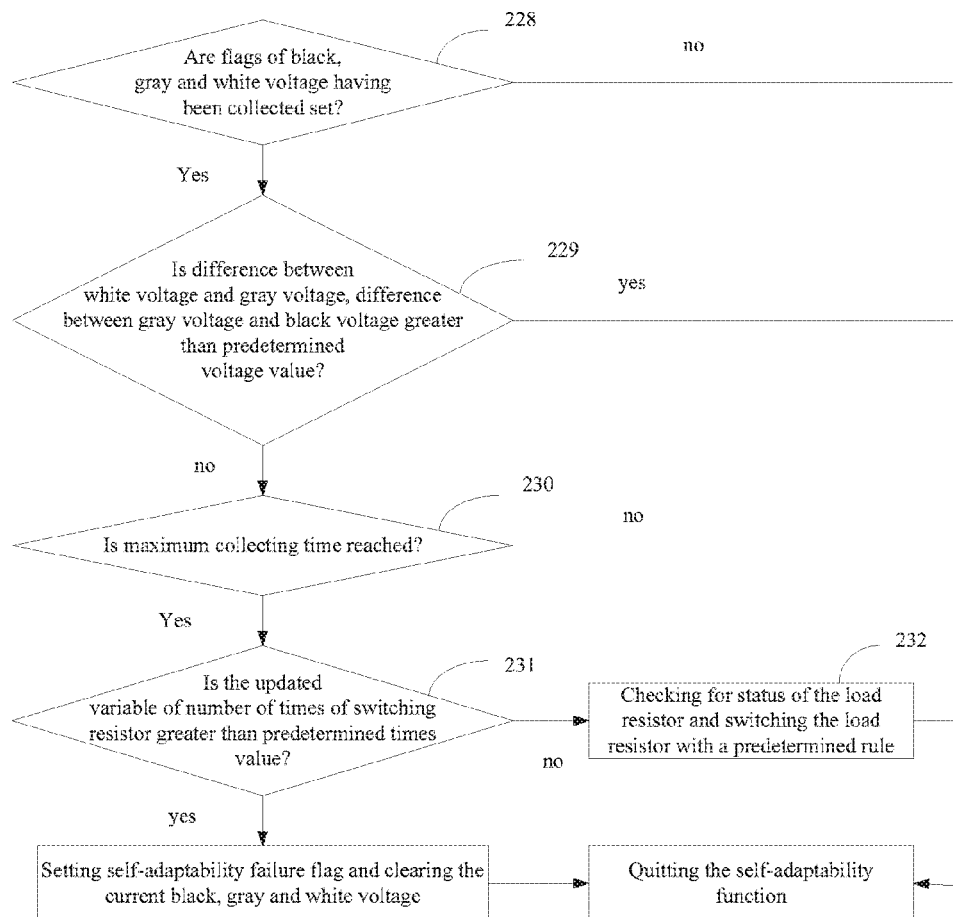 228
Are flags of black,
gray and white voltage having
been collected set?
no
Yes
229
Is difference between
white voltage and gray voltage, difference
between gray voltage and black voltage greater
than predetermined
voltage value?
yes
no
230
Is maximum collecting time reached?
no
Yes
231
Is the updated
variable of number of times of switching
resistor greater than predetermined times
value?
no
232
Checking for status of the load
resistor and switching the load
resistor with a predetermined rule
yes
Setting self-adaptability failure flag and clearing the
current black, gray and white voltage
Quitting the self-adaptability
function